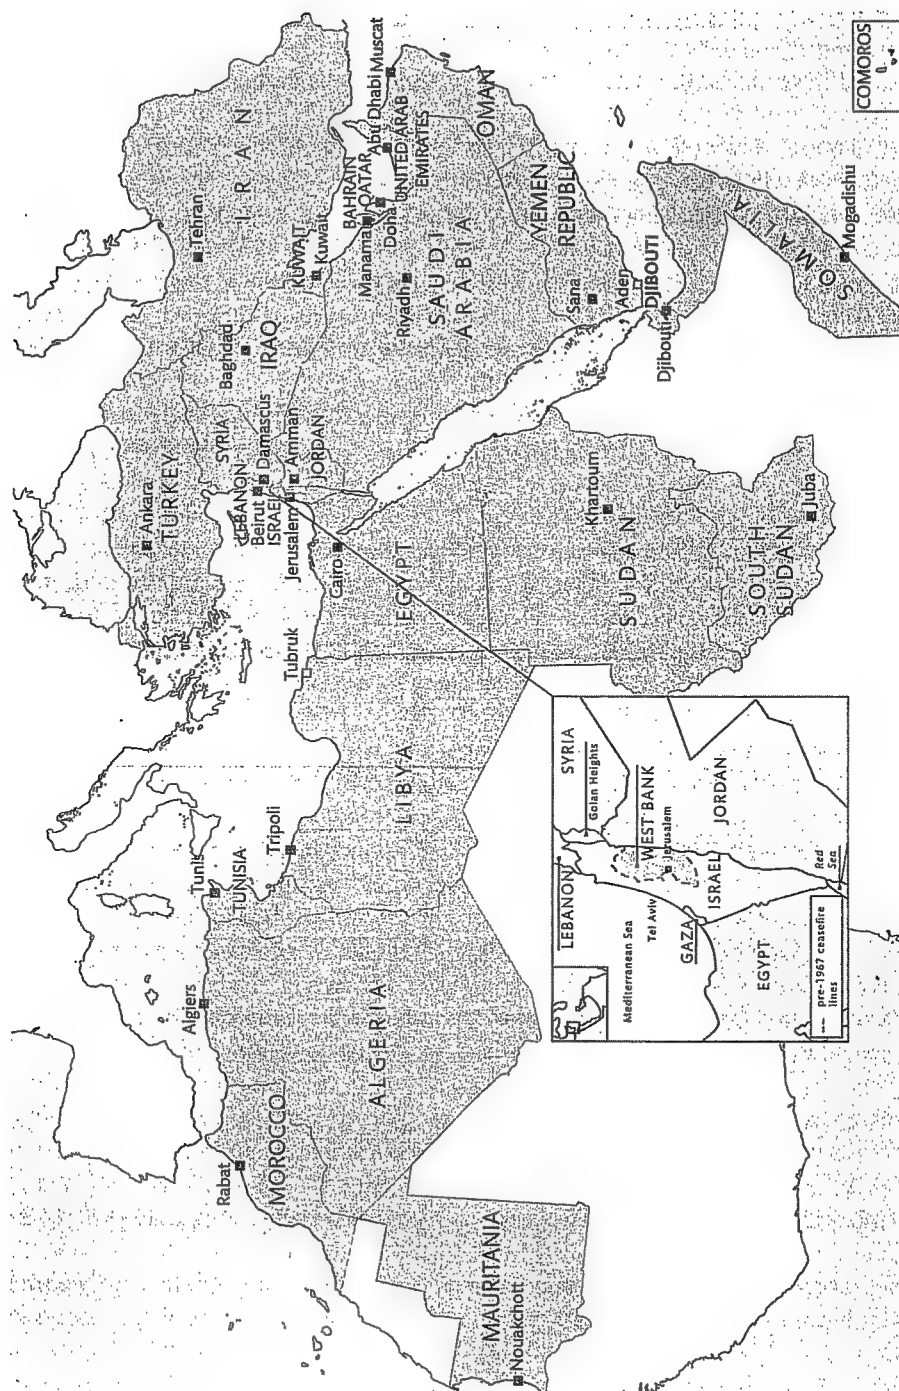 Rabat
MOROCCO
MAURITANIA
Nouakchott
Algiers
ALGERIA
Tunis
TUNISIA
Tripoli
LIBYA
Tubruk
Cairo
EGYPT
Ankara
TURKEY
SYRIA
LEBANON
Beirut
Damascus
ISRAEL
Jerusalem
Amman
JORDAN
Baghdad
IRAQ
Tehran
IRAN
KUWAIT
Kuwait
BAHRAIN
Manama
QATAR
Doha
Abu Dhabi
UNITED ARAB
EMIRATES
Muscat
OMAN
Riyadh
SAUDI
ARABIA
YEMEN
REPUBLIC
Sana
Aden
DJIBOUTI
Djibouti
SOMALIA
Mogadishu
Khartoum
SUDAN
SOUTH
SUDAN
Juba
COMOROS
LEBANON
SYRIA
Golan Heights
Mediterranean Sea
Tel Aviv
WEST BANK
Jerusalem
GAZA
ISRAEL
JORDAN
EGYPT
Red
Sea
pre-1967 ceasefire
lines